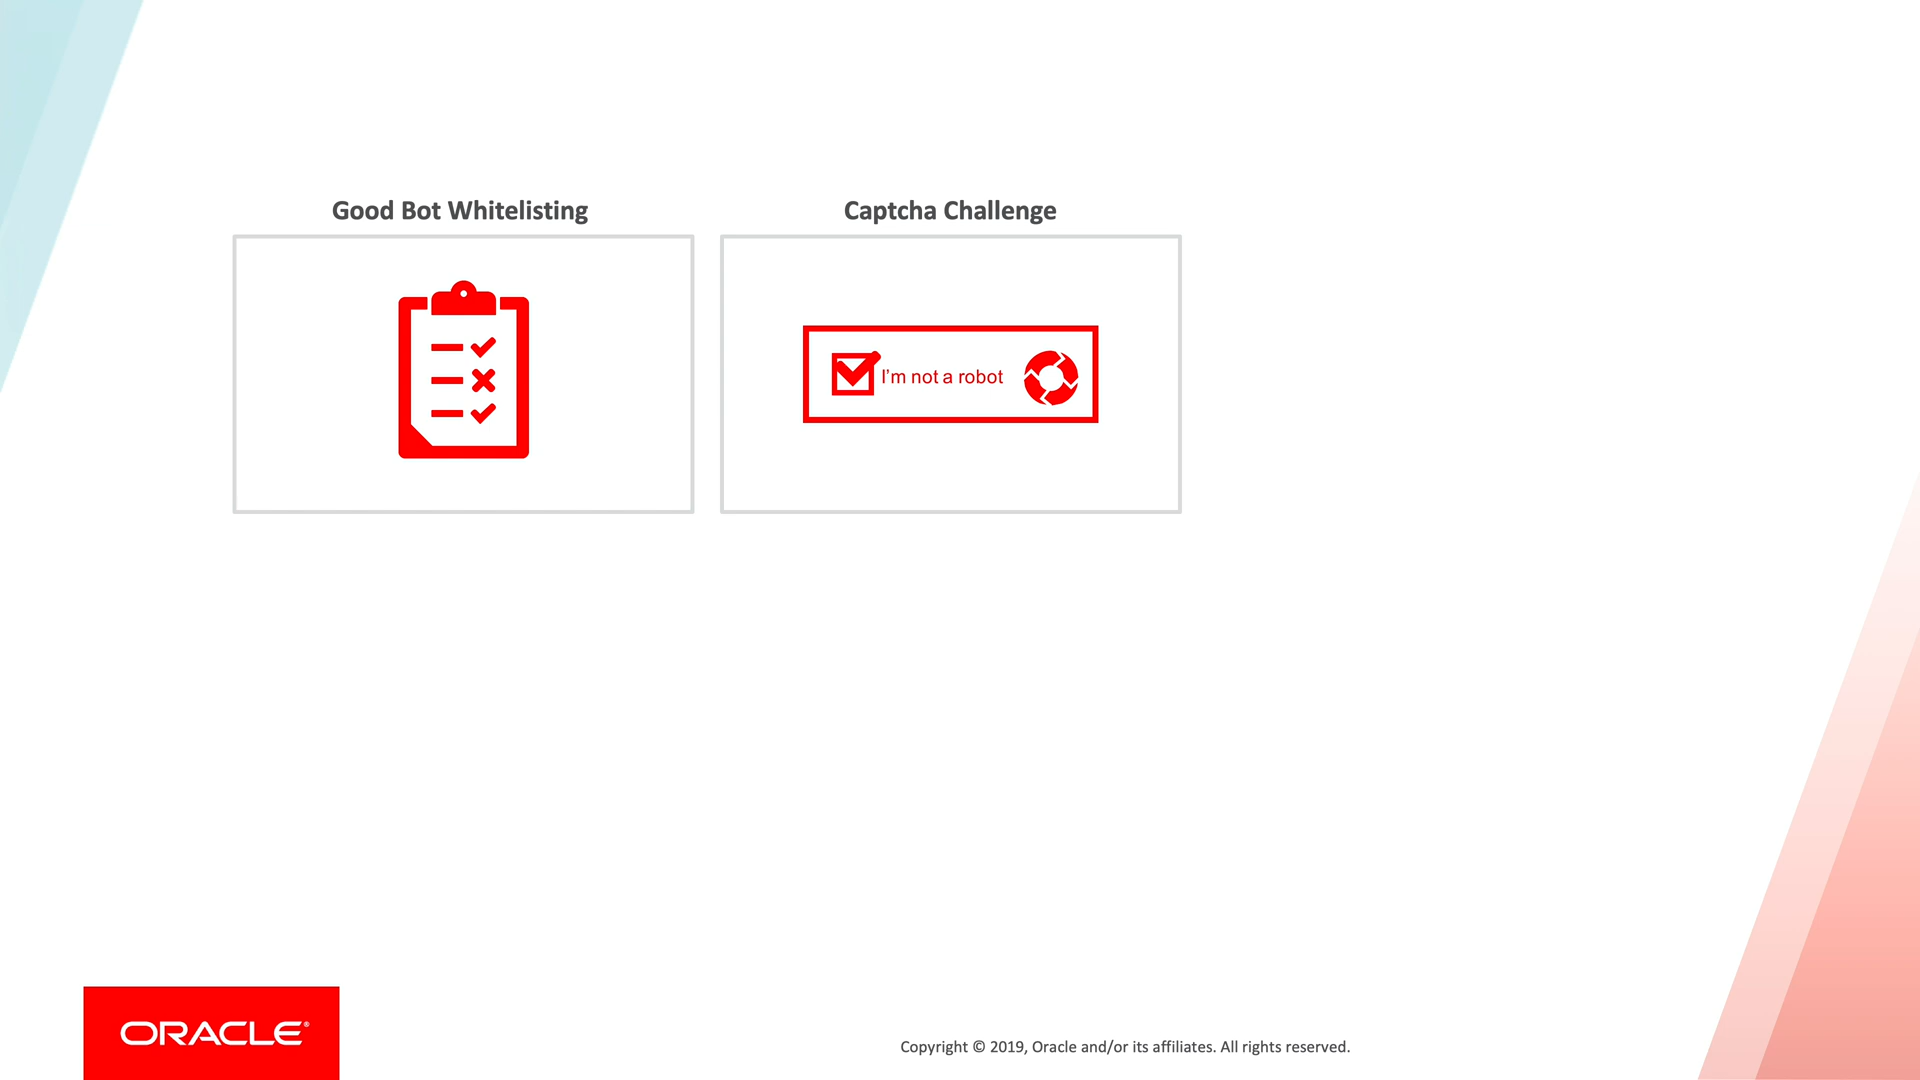 Good Bot Whitelisting
Captcha Challenge
I'm not a robot
ORACLE®
Copyright © 2019, Oracle and/or its affiliates. All rights reserved.